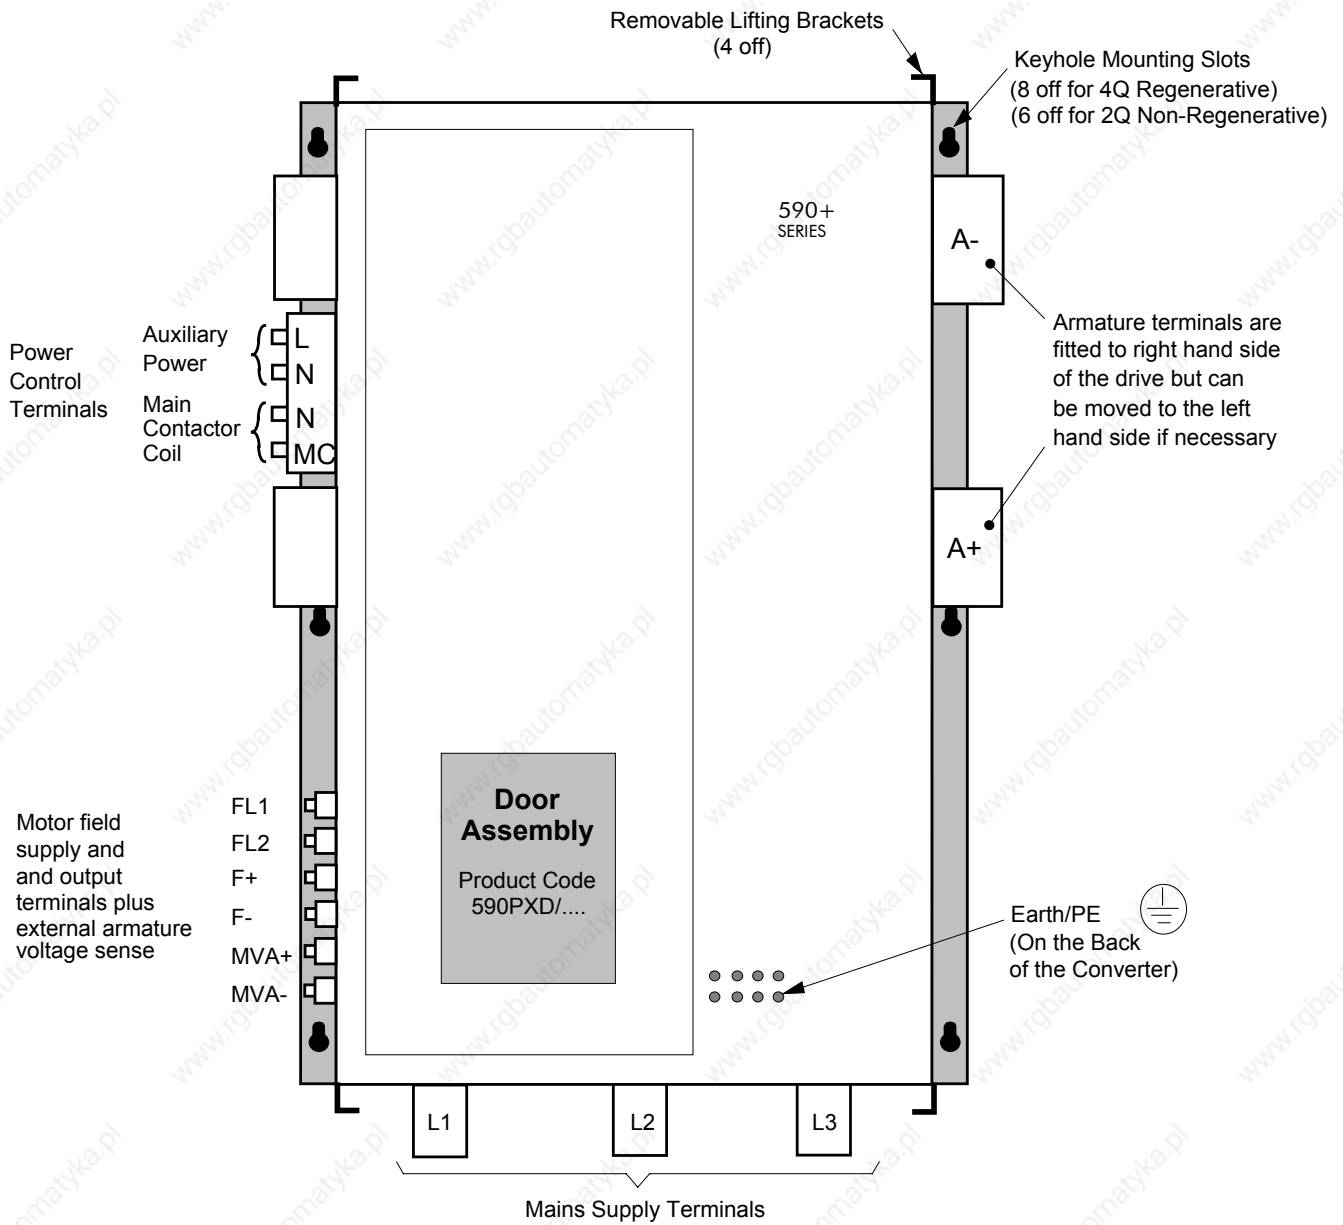 Removable Lifting Brackets
(4 off)
Keyhole Mounting Slots
(8 off for 4Q Regenerative)
(6 off for 2Q Non-Regenerative)
590+
SERIES
A-
Armature terminals are
fitted to right hand side
of the drive but can
be moved to the left
hand side if necessary
A+
Power
Control
Terminals
Auxiliary
Power
Main
Contactor
Coil
L
N
N
MC
Motor field
supply and
and output
terminals plus
external armature
voltage sense
FL1
FL2
F+
F-
MVA+
MVA-
Door
Assembly
Product Code
590PXD/....
Earth/PE
(On the Back
of the Converter)
L1
L2
L3
Mains Supply Terminals
www.rgbautomatyka.pl